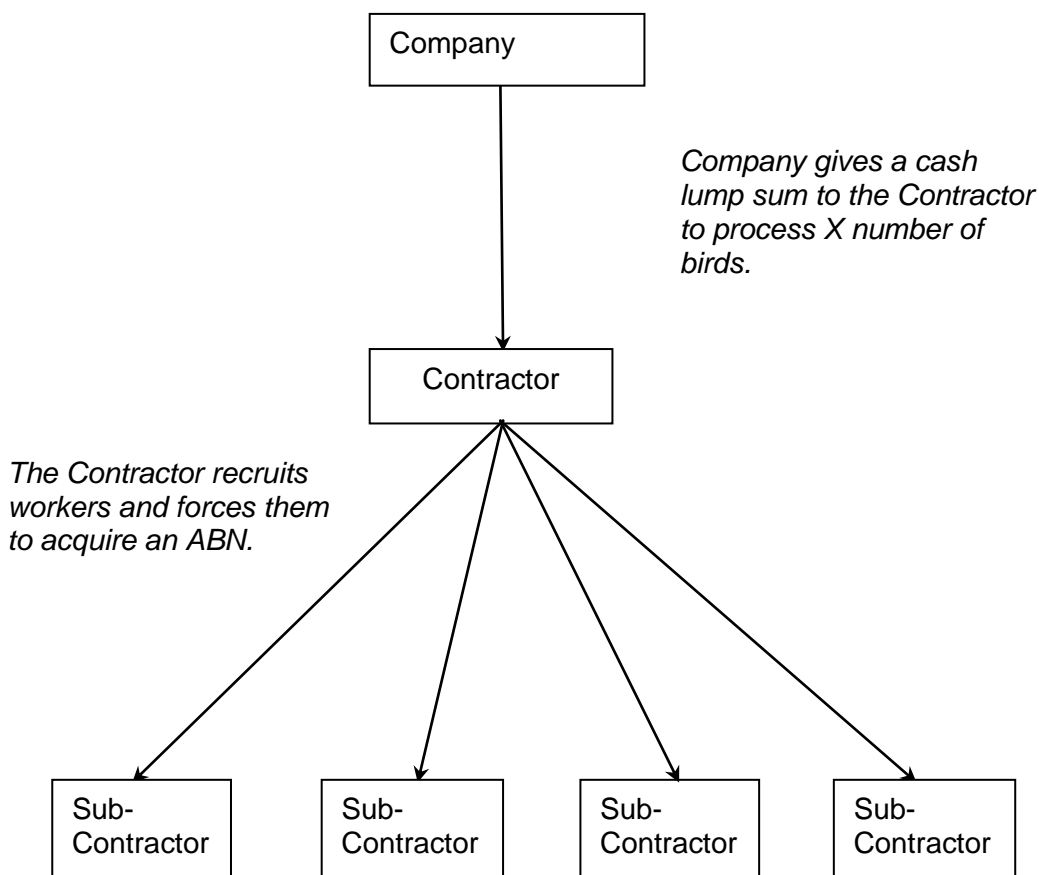 Company
Company gives a cash
lump sum to the Contractor
to process X number of
birds.
Contractor
The Contractor recruits
workers and forces them
to acquire an ABN.
Sub-
Contractor
Sub-
Contractor
Sub-
Contractor
Sub-
Contractor